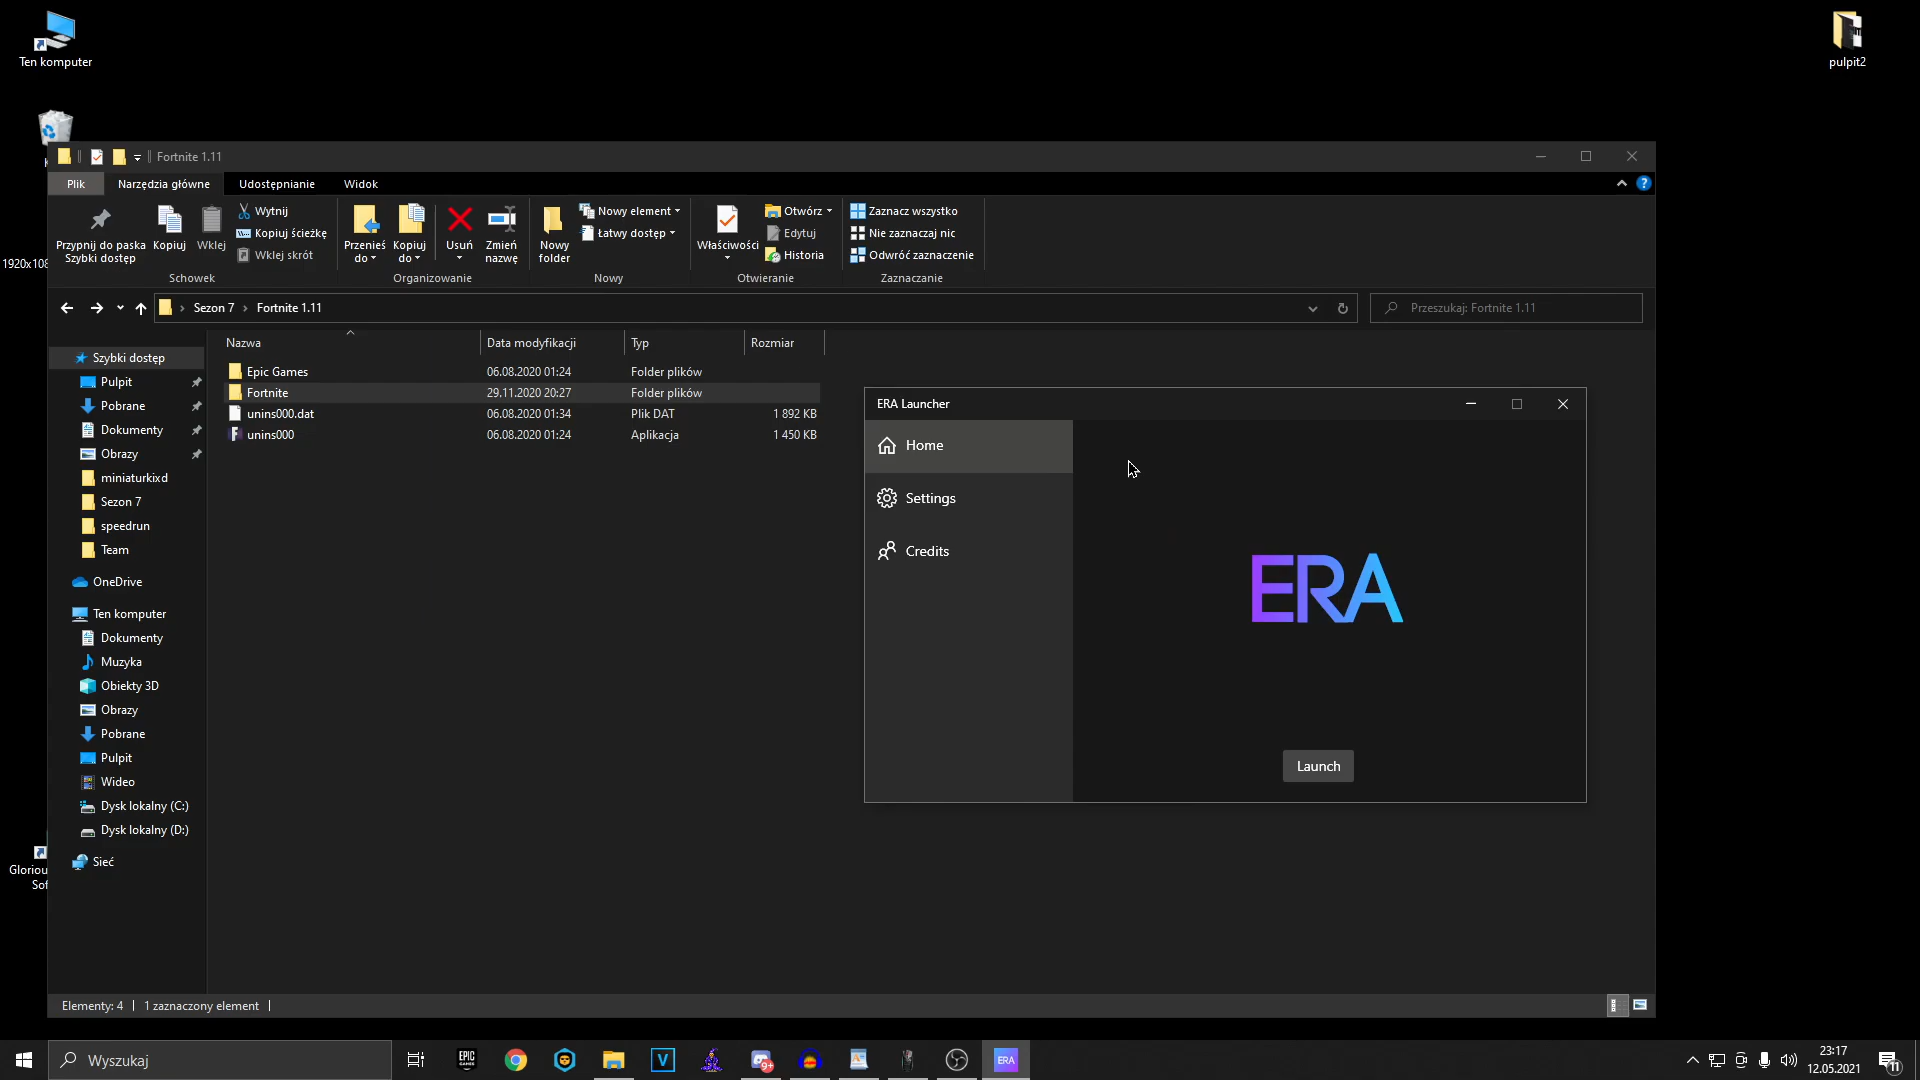 Ten komputer
pulpit2
Fortnite 1.11
Plik
Narzędzia główne
Udostępnianie
Widok
Przypnij do paska
Szybki dostęp
Kopiuj
Wklej
Wytnij
Kopiuj ścieżkę
Wklej skrót
Schowek
Przenieś
do
Kopiuj
do
Usuń
Zmień
nazwę
Organizowanie
Nowy
folder
Nowy element
Łatwy dostęp
Nowy
Właściwości
Otwórz
Edytuj
Historia
Otwieranie
Zaznacz wszystko
Nie zaznaczaj nic
Odwróć zaznaczenie
Zaznaczanie
1920x108
Sezon 7 › Fortnite 1.11
Przeszukaj: Fortnite 1.11
Nazwa Data modyfikacji Typ Rozmiar
Epic Games 06.08.2020 01:24 Folder plików
Fortnite 29.11.2020 20:27 Folder plików
unins000.dat 06.08.2020 01:34 Plik DAT 1 892 KB
unins000 06.08.2020 01:24 Aplikacja 1 450 KB
Szybki dostęp
Pulpit
Pobrane
Dokumenty
Obrazy
miniaturkixd
Sezon 7
speedrun
Team
OneDrive
Ten komputer
Dokumenty
Muzyka
Obiekty 3D
Obrazy
Pobrane
Pulpit
Wideo
Dysk lokalny (C:)
Dysk lokalny (D:)
Sieć
Gloriou
Sof
ERA Launcher
Home
Settings
Credits
ERA
Launch
Elementy: 4
1 zaznaczony element
Wyszukaj
EPIC
GAMES
V
9+
ERA
23:17
12.05.2021
11